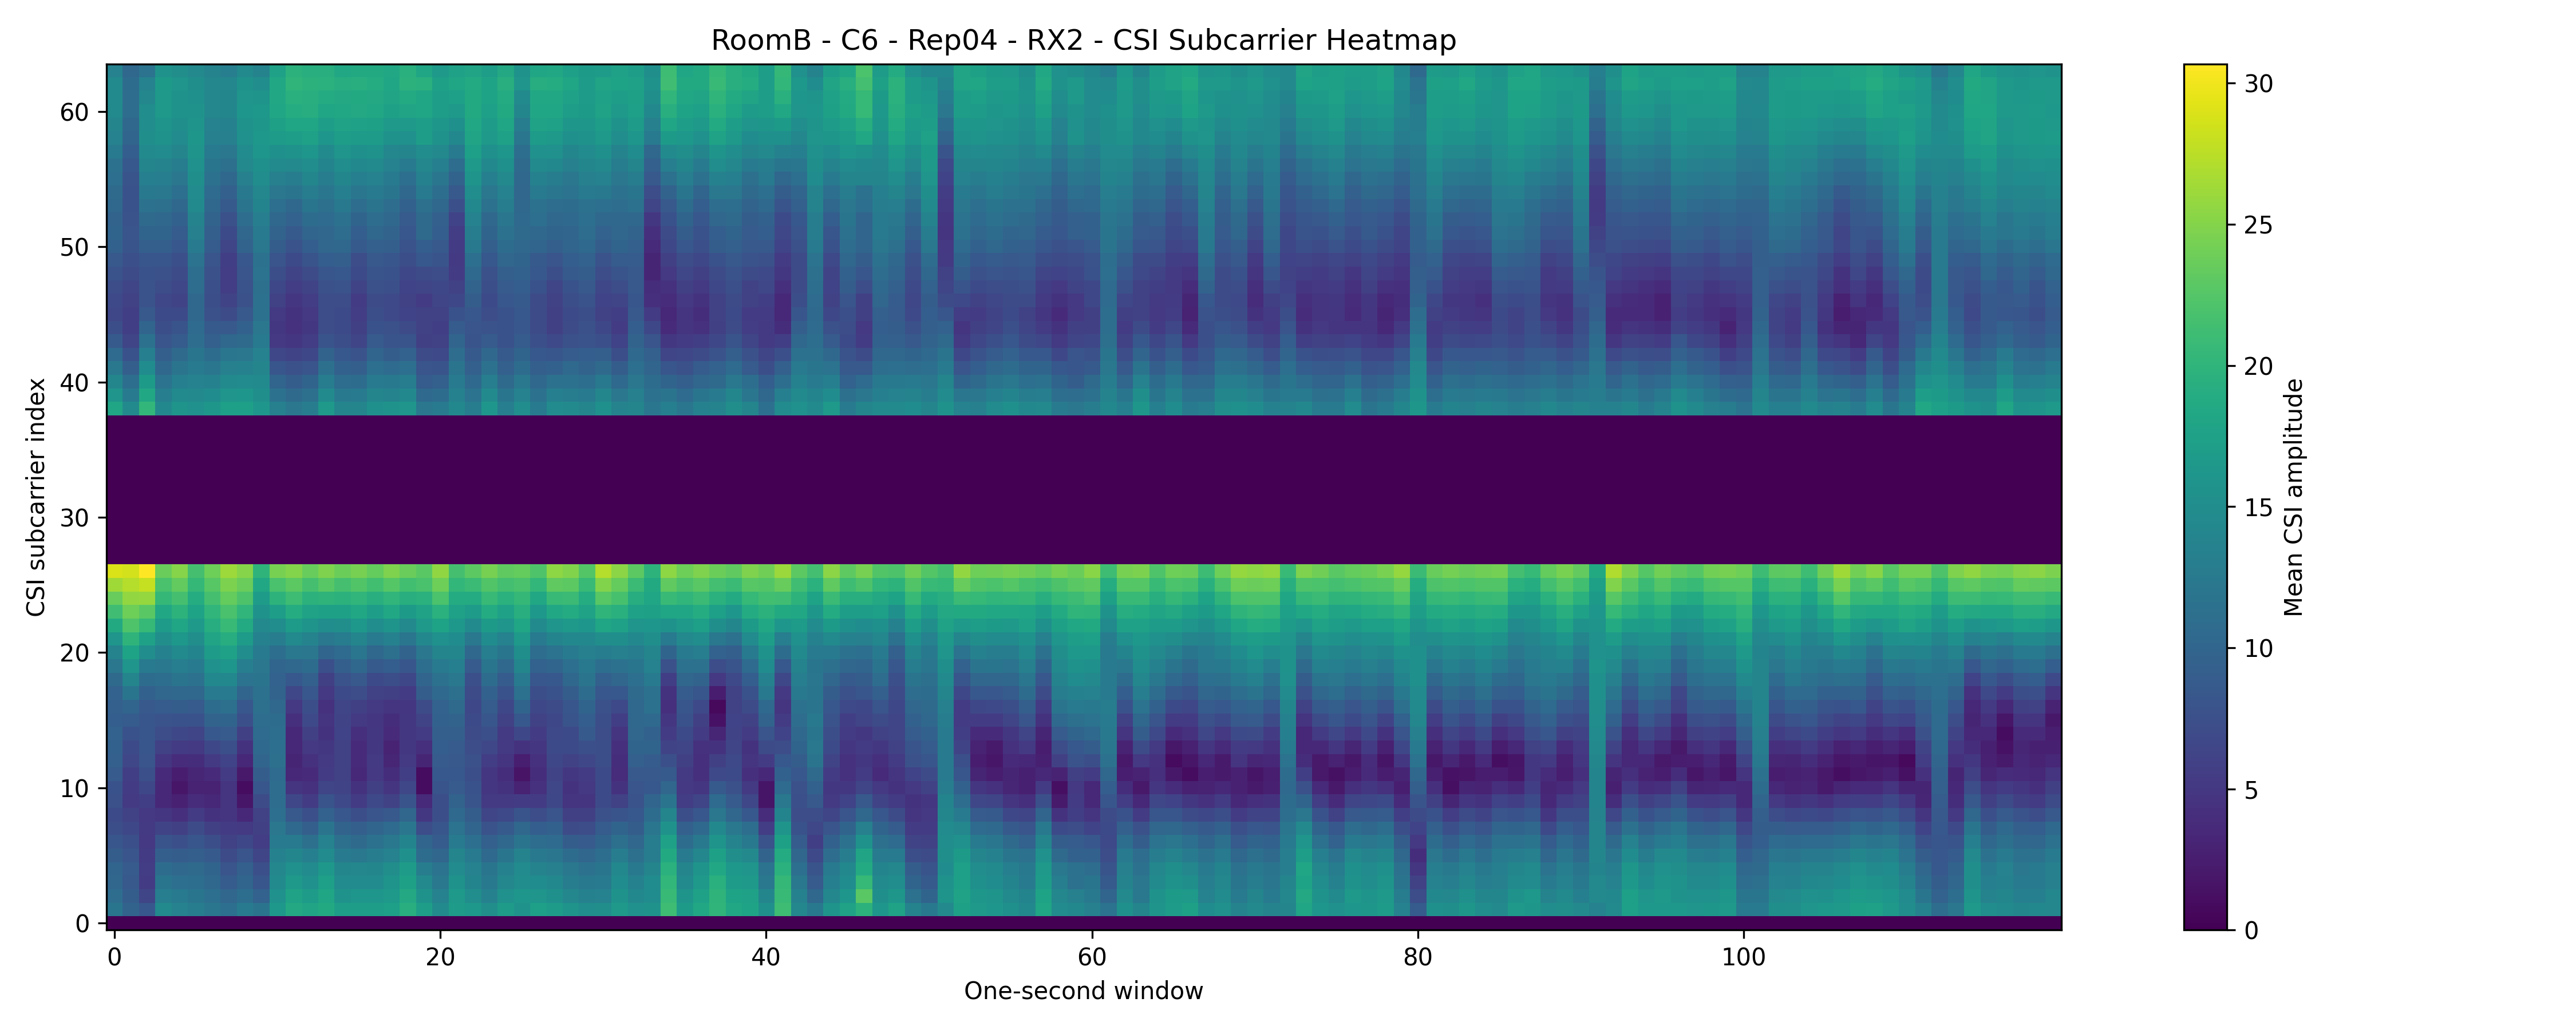 RoomB - C6 - Rep04 - RX2 - CSI Subcarrier Heatmap
CSI subcarrier index
60
50
40
30
20
10
0
0 20 40 60 80 100
One-second window
30
25
20
15
10
5
0
Mean CSI amplitude